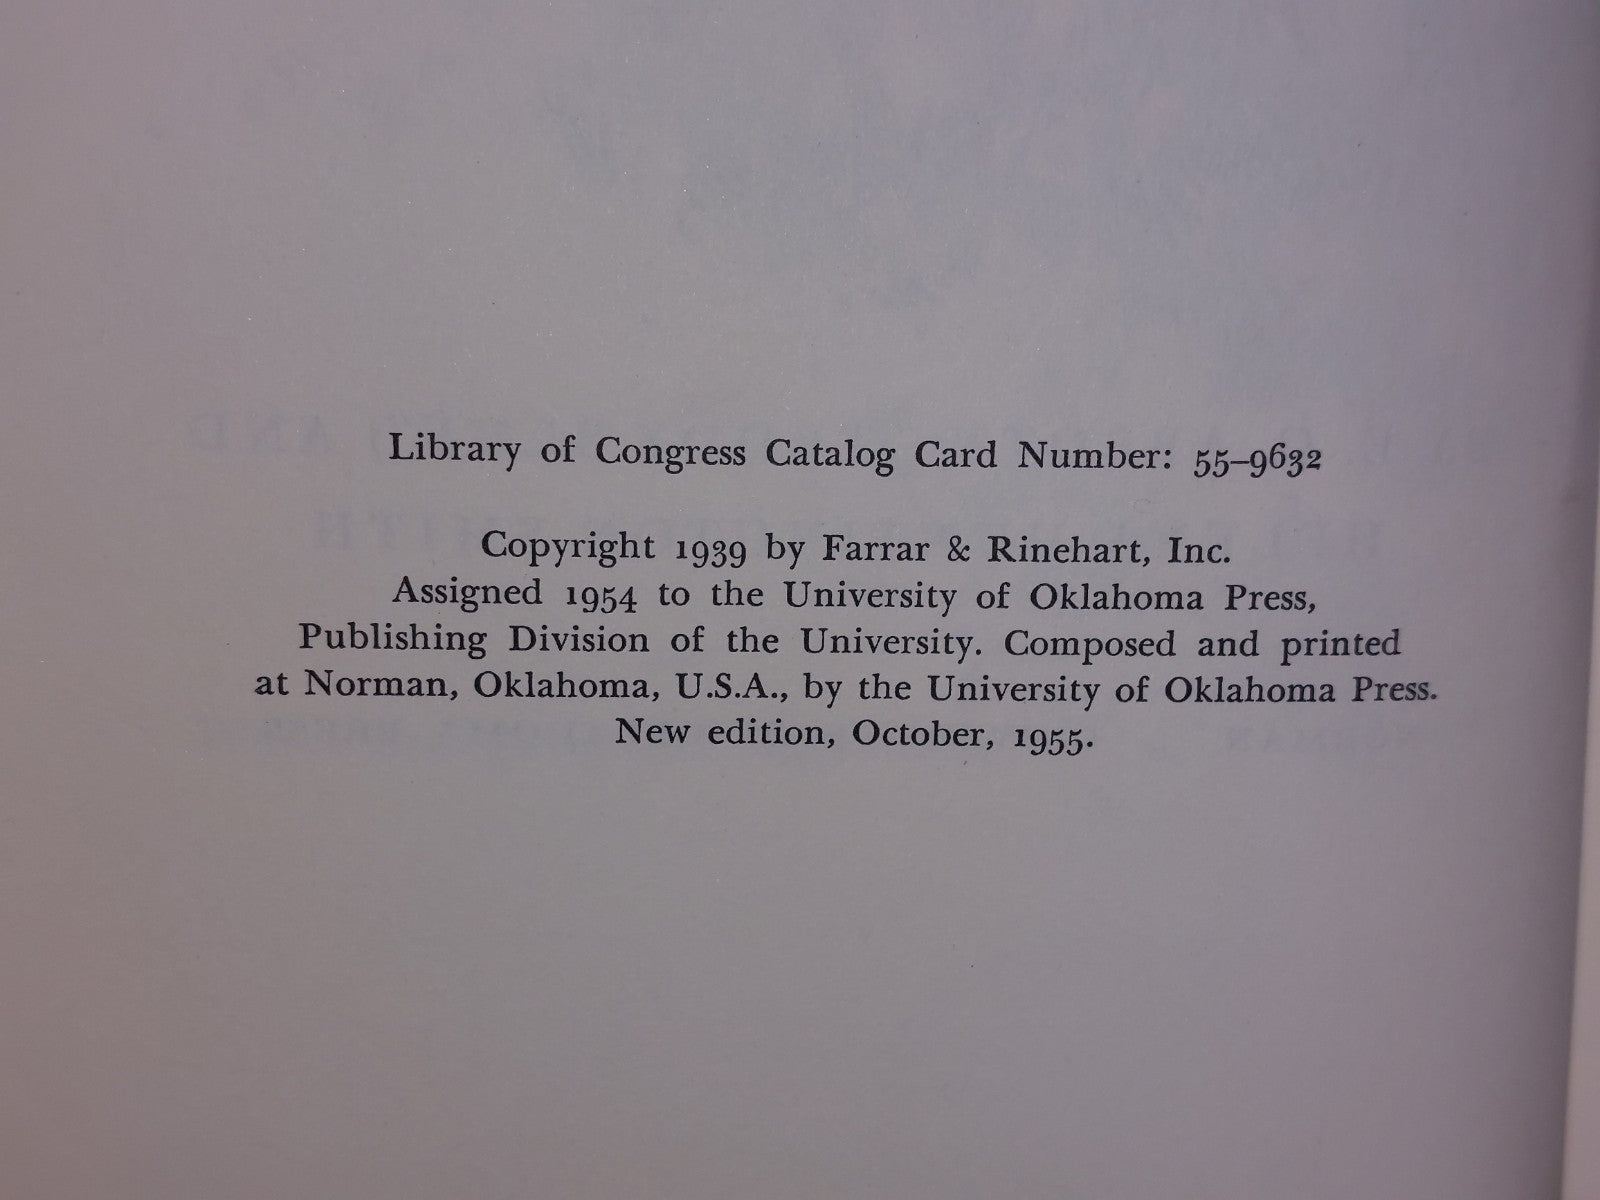 Library of Congress Catalog Card Number: 55–9632
Copyright 1939 by Farrar & Rinehart, Inc.
Assigned 1954 to the University of Oklahoma Press,
Publishing Division of the University. Composed and printed
at Norman, Oklahoma, U.S.A., by the University of Oklahoma Press.
New edition, October, 1955.